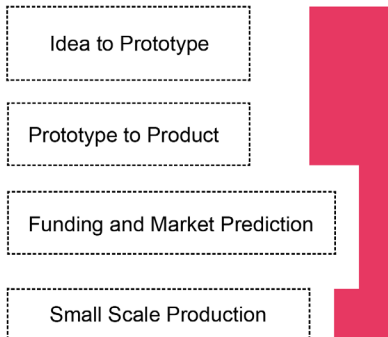 Idea to Prototype
Prototype to Product
Funding and Market Prediction
Small Scale Production